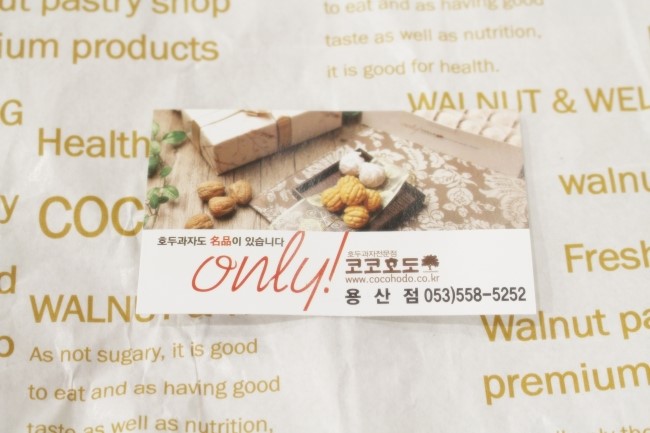 t pastry shop
ium products
to eat and as having good
taste as well as nutrition,
it is good for health.
G
WALNUT & WEL
Health
y
COC
walnu
d
Fresh
WALNUT &
As not sugary, it is good
to eat and as having good
taste as well as nutrition,
Walnut pa
premium
호두과자도 名品이 있습니다
only!
호두과자전문점
코코호도
www.cocohodo.co.kr
용 산 점 053)558-5252